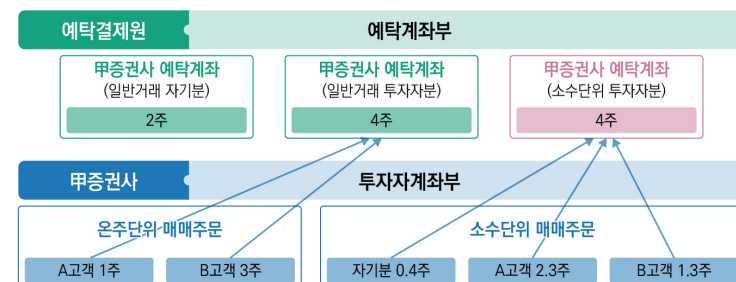 예탁결제원 예탁계좌부
甲증권사 예탁계좌 甲증권사 예탁계좌 甲증권사 예탁계좌
(일반거래 자기분) (일반거래 투자자분) (소수단위 투자자분)
2주 4주 4주
甲증권사 투자자계좌부
온주단위 매매주문 소수단위 매매주문
A고객 1주 B고객 3주 자기분 0.4주 A고객 2.3주 B고객 1.3주